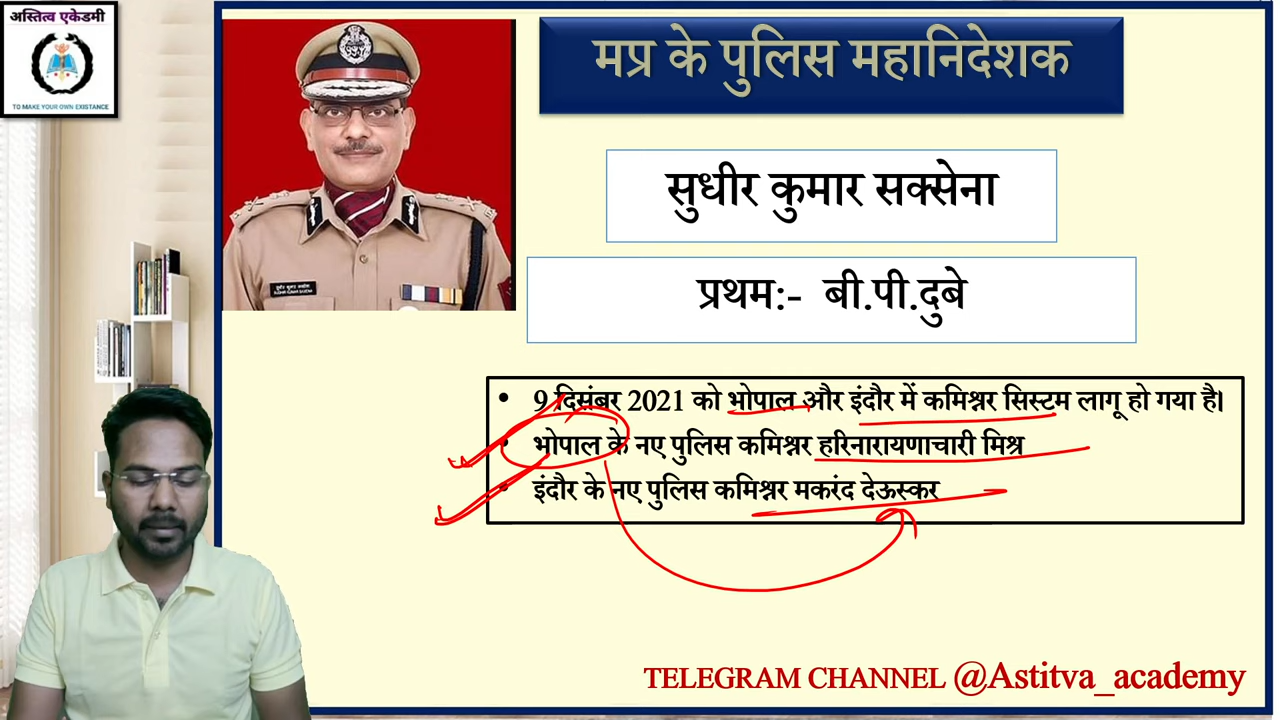 अस्तित्व एकेडमी
TO MAKE YOUR OWN EXISTANCE
मप्र के पुलिस महानिदेशक
सुधीर कुमार सक्सेना
प्रथम:- बी.पी.दुबे
• 9 दिसंबर 2021 को भोपाल और इंदौर में कमिश्नर सिस्टम लागू हो गया है।
• भोपाल के नए पुलिस कमिश्नर हरिनारायणाचारी मिश्र
• इंदौर के नए पुलिस कमिश्नर मकरंद देऊस्कर
TELEGRAM CHANNEL @Astitva_academy